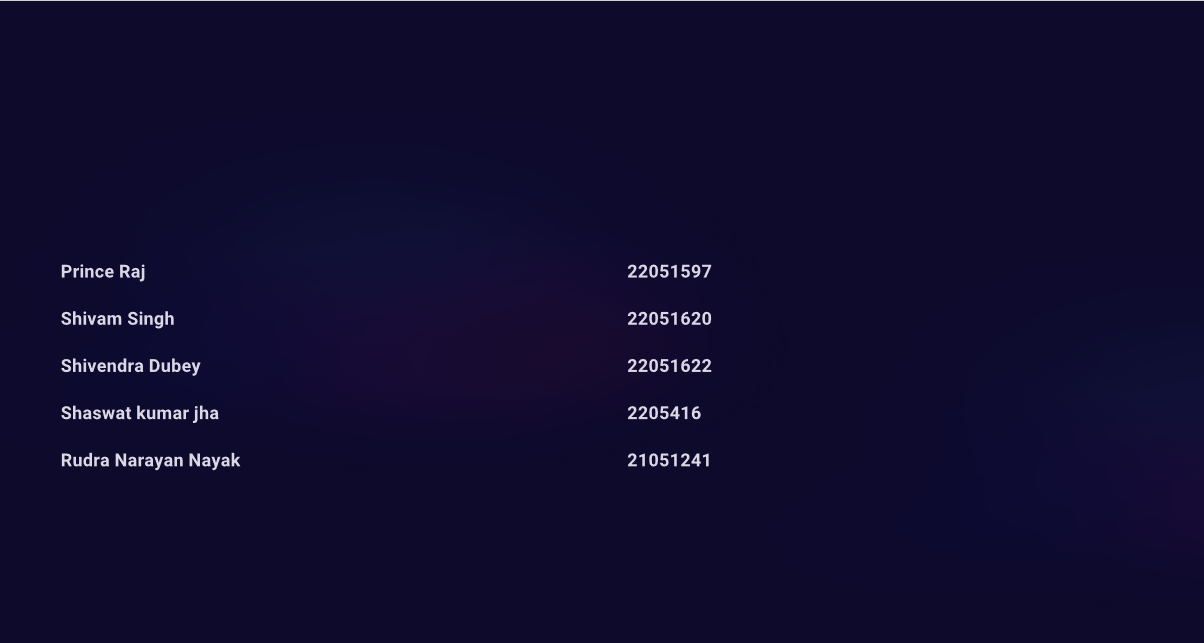 Prince Raj 22051597
Shivam Singh 22051620
Shivendra Dubey 22051622
Shaswat kumar jha 2205416
Rudra Narayan Nayak 21051241